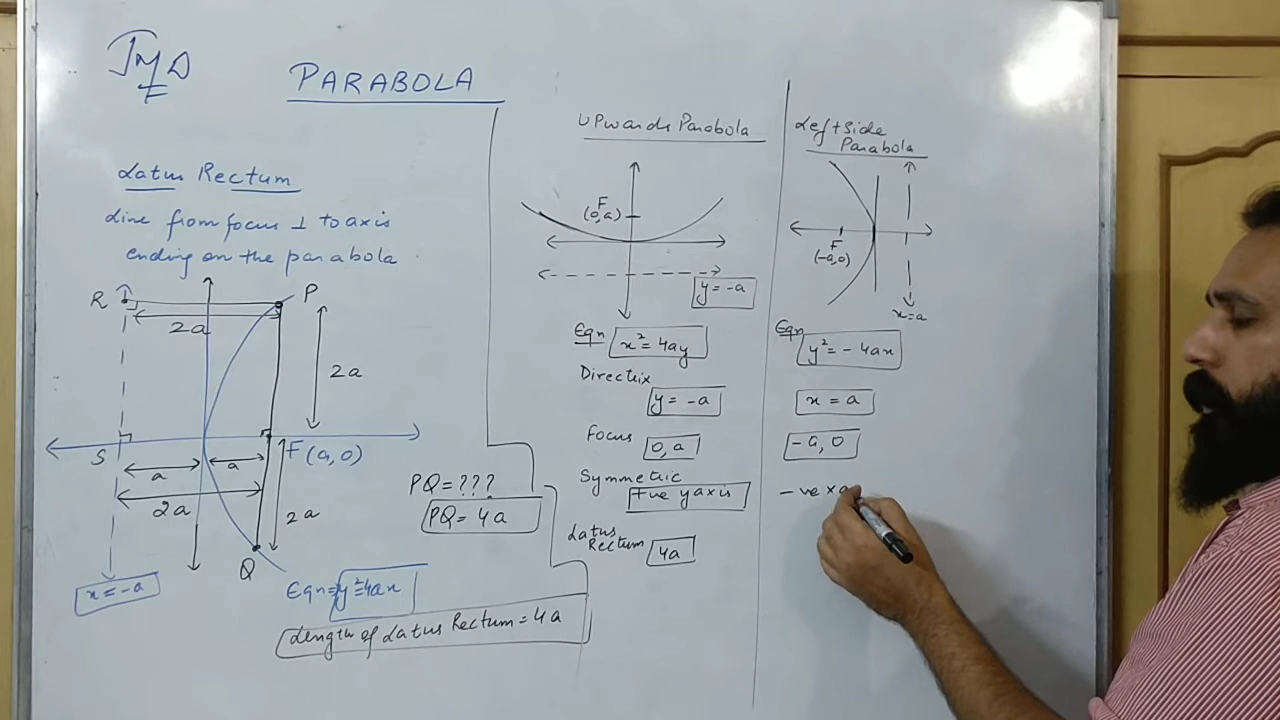 JMD
PARABOLA
Latus Rectum
Line from focus ⊥ to axis
ending on the parabola.
R
P
2a
2a
S
F(a,0)
a
a
2a
2a
Q
x = -a
PQ = ???
PQ = 4a
Eqn = y² = 4ax
Length of Latus Rectum = 4a
UPwards Parabola
F
(0,a)
y = -a
Eqn x² = 4ay
Directrix
y = -a
Focus 0, a
Symmetric
+ve y axis
Latus
Rectum 4a
Left side
Parabola
F
(-a,0)
x = a
Eqn
y² = -4ax
x = a
-a, 0
-ve x a